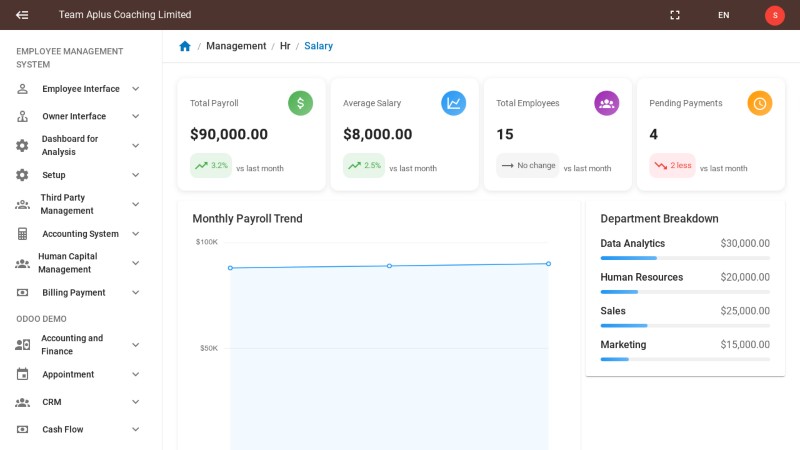 Team Aplus Coaching Limited
EN
S
EMPLOYEE MANAGEMENT
SYSTEM
Employee Interface
Owner Interface
Dashboard for
Analysis
Setup
Third Party
Management
Accounting System
Human Capital
Management
Billing Payment
ODOO DEMO
Accounting and
Finance
Appointment
CRM
Cash Flow
/ Management / Hr / Salary
Total Payroll
$
$90,000.00
3.2% vs last month
Average Salary
$8,000.00
2.5% vs last month
Total Employees
15
No change vs last month
Pending Payments
4
2 less vs last month
Monthly Payroll Trend
$100K
$50K
Department Breakdown
Data Analytics $30,000.00
Human Resources $20,000.00
Sales $25,000.00
Marketing $15,000.00